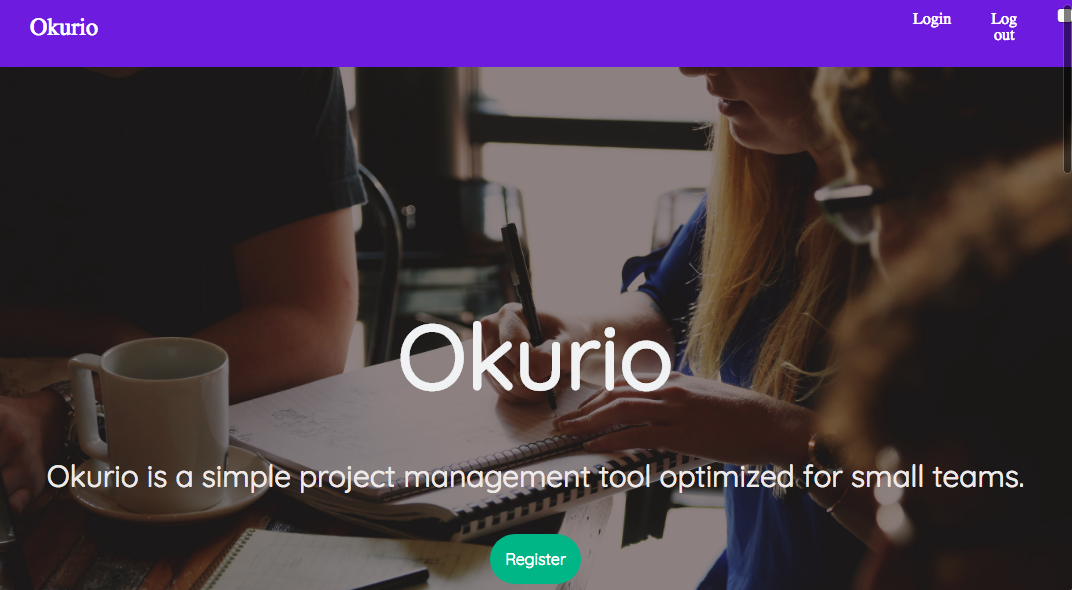 Okurio
Login
Log
out
Okurio
Okurio is a simple project management tool optimized for small teams.
Register